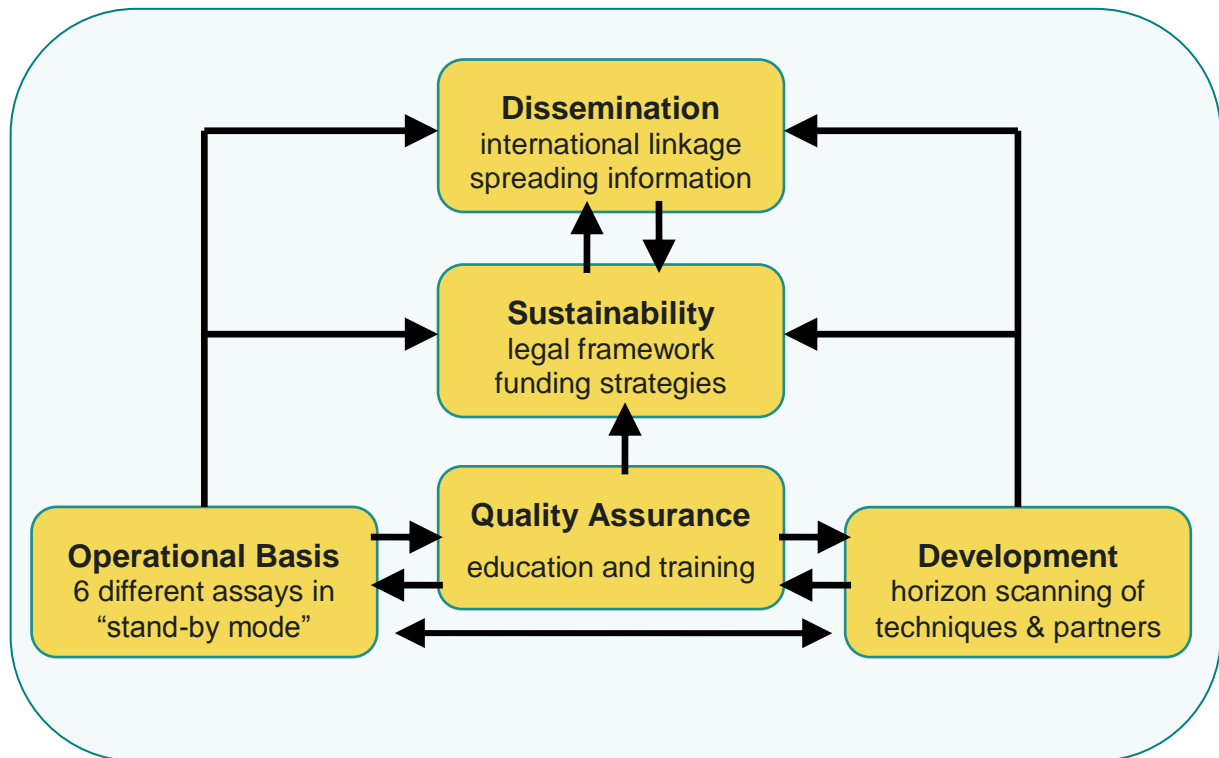 Dissemination
international linkage
spreading information
Sustainability
legal framework
funding strategies
Quality Assurance
education and training
Operational Basis
6 different assays in
“stand-by mode”
Development
horizon scanning of
techniques & partners